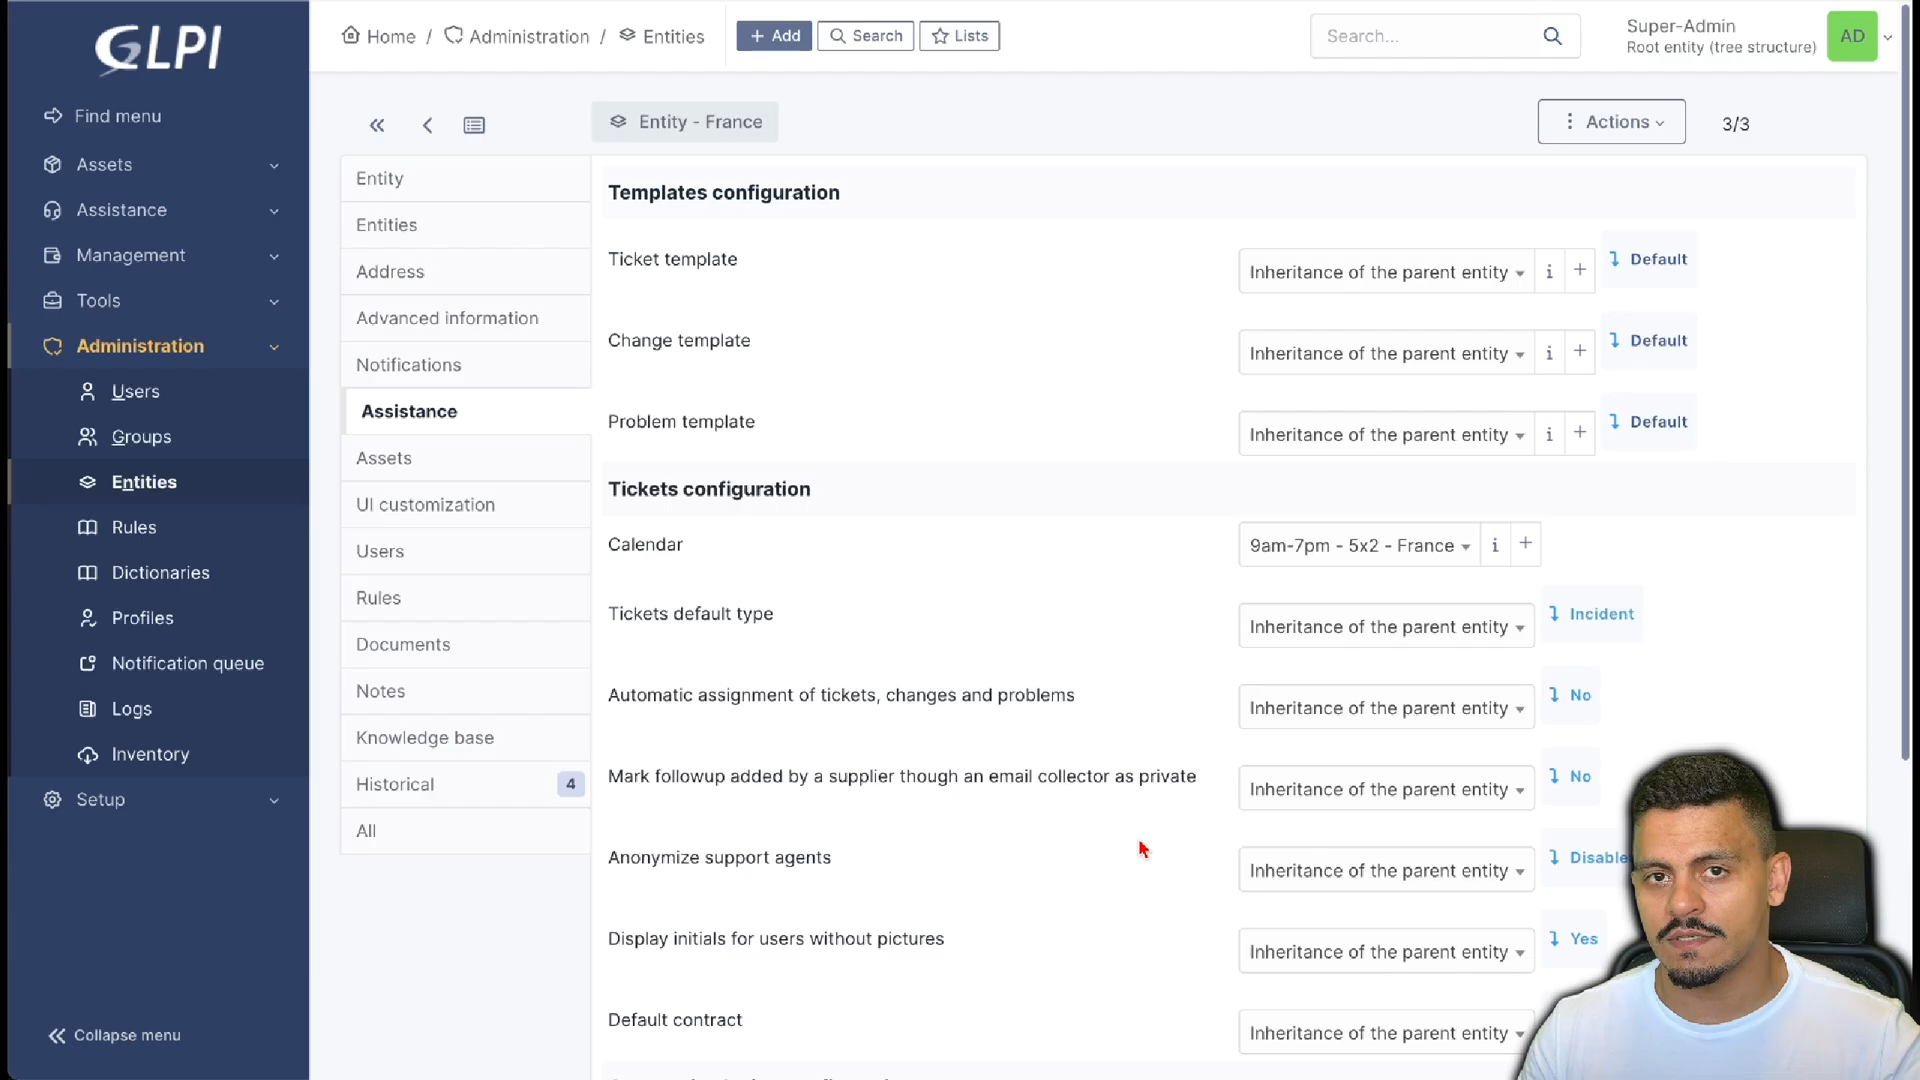 GLPI
Find menu
Assets
Assistance
Management
Tools
Administration
Users
Groups
Entities
Rules
Dictionaries
Profiles
Notification queue
Logs
Inventory
Setup
Collapse menu
Home / Administration / Entities
+ Add
Search
Lists
Search...
Super-Admin
Root entity (tree structure)
AD
Entity - France
Actions
3/3
Entity
Entities
Address
Advanced information
Notifications
Assistance
Assets
UI customization
Users
Rules
Documents
Notes
Knowledge base
Historical 4
All
Templates configuration
Ticket template Inheritance of the parent entity i + Default
Change template Inheritance of the parent entity i + Default
Problem template Inheritance of the parent entity i + Default
Tickets configuration
Calendar 9am-7pm - 5x2 - France i +
Tickets default type Inheritance of the parent entity Incident
Automatic assignment of tickets, changes and problems Inheritance of the parent entity No
Mark followup added by a supplier though an email collector as private Inheritance of the parent entity No
Anonymize support agents Inheritance of the parent entity Disable
Display initials for users without pictures Inheritance of the parent entity Yes
Default contract Inheritance of the parent entity